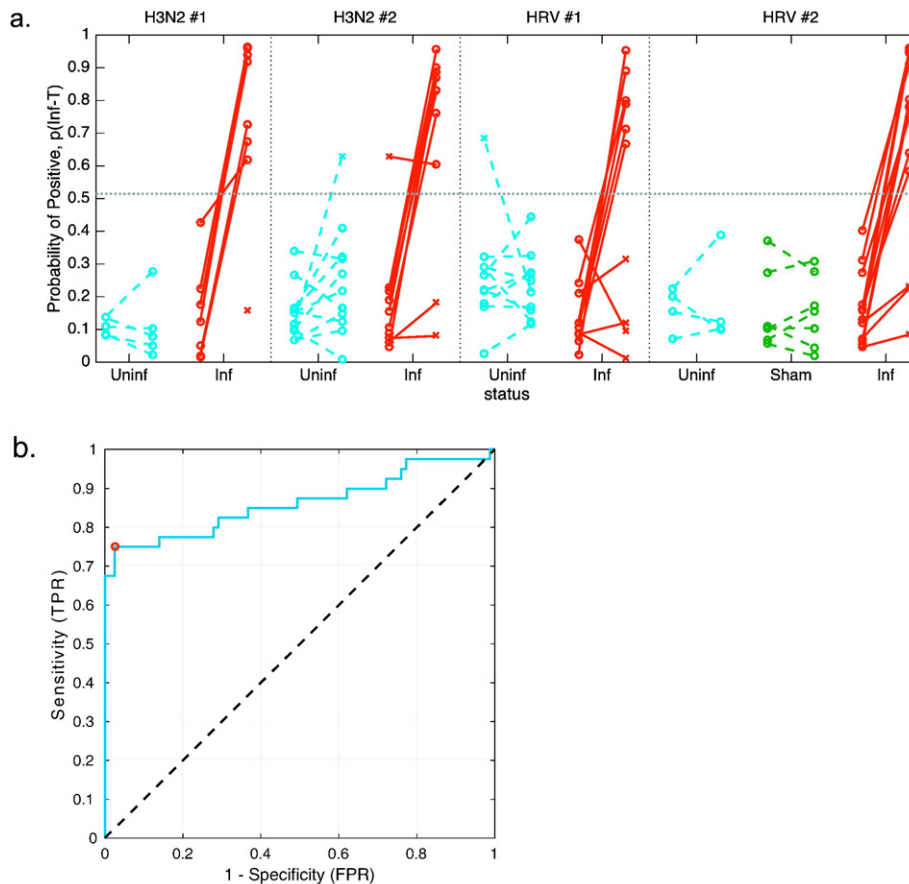 a.
H3N2 #1 H3N2 #2 HRV #1 HRV #2
Probability of Positive, p(Inf-T)
1
0.9
0.8
0.7
0.6
0.5
0.4
0.3
0.2
0.1
0
Uninf Inf Uninf Inf Uninf Inf Uninf Sham Inf
status
b.
Sensitivity (TPR)
1
0.9
0.8
0.7
0.6
0.5
0.4
0.3
0.2
0.1
0
0 0.2 0.4 0.6 0.8 1
1 - Specificity (FPR)